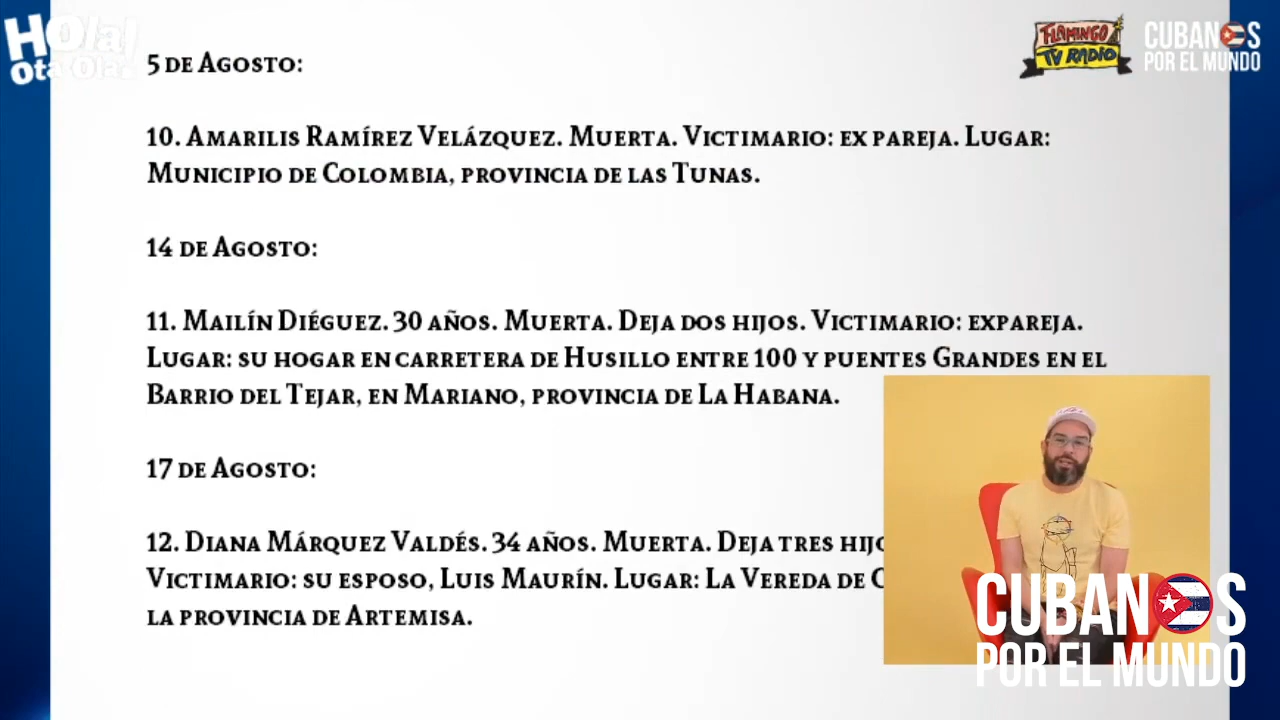 Hola!
Ota Ola!
FLAMINGO
TV RADIO
CUBANOS
POR EL MUNDO
5 de Agosto:
10. Amarilis Ramírez Velázquez. Muerta. Victimario: ex pareja. Lugar:
Municipio de Colombia, provincia de las Tunas.
14 de Agosto:
11. Mailín Diéguez. 30 años. Muerta. Deja dos hijos. Victimario: expareja.
Lugar: su hogar en carretera de Husillo entre 100 y puentes Grandes en el
Barrio del Tejar, en Mariano, provincia de La Habana.
17 de Agosto:
12. Diana Márquez Valdés. 34 años. Muerta. Deja tres
Victimario: su esposo, Luis Maurín. Lugar: La Vereda de
la provincia de Artemisa.
CUBANOS
POR EL MUNDO